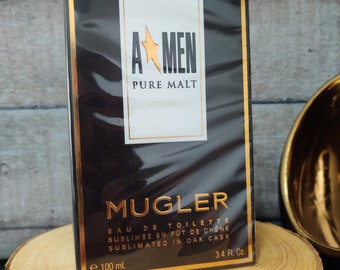 A★MEN
PURE MALT
MUGLER
EAU DE TOILETTE
SUBLIMES EN FÛT DE CHÊNE
SUBLIMATED IN OAK CASK
℮ 100 mL 3.4 Fl. Oz